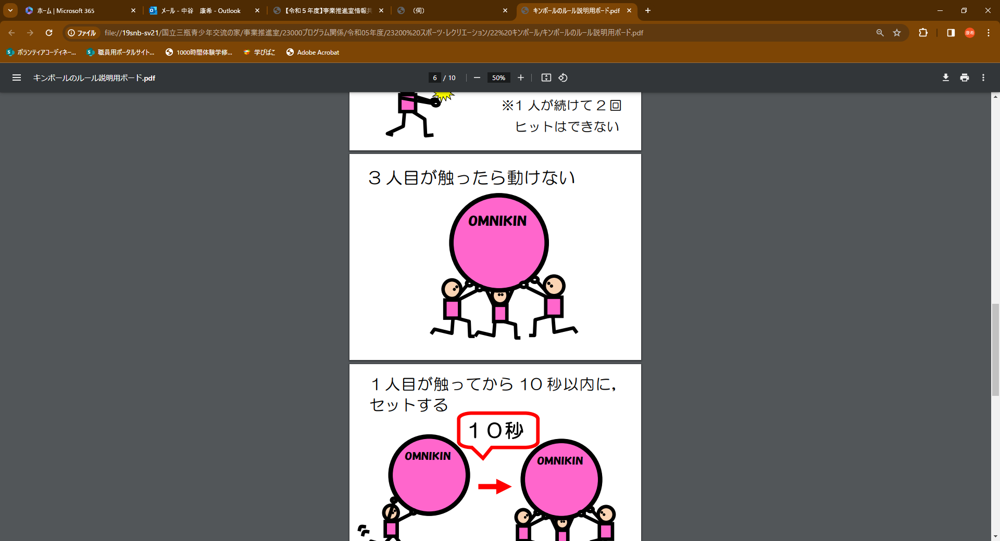 ホーム | Microsoft 365
メール - 中谷　康希 - Outlook
【令和５年度】事業推進室情報共
（伺）
キンボールのルール説明用ボード.pdf
ファイル
file://19snb-sv21/国立三瓶青少年交流の家/事業推進室/23000プログラム関係/令和05年度/23200%20スポーツ・レクリエーション/22%20キンボール/キンボールのルール説明用ボード.pdf
康希
ボランティアコーディネー...
職員用ポータルサイト...
1000時間体験学修...
学びばこ
Adobe Acrobat
キンボールのルール説明用ボード.pdf
6 / 10
50%
※１人が続けて２回
ヒットはできない
３人目が触ったら動けない
OMNIKIN
１人目が触ってから10秒以内に，
セットする
１０秒
OMNIKIN
OMNIKIN